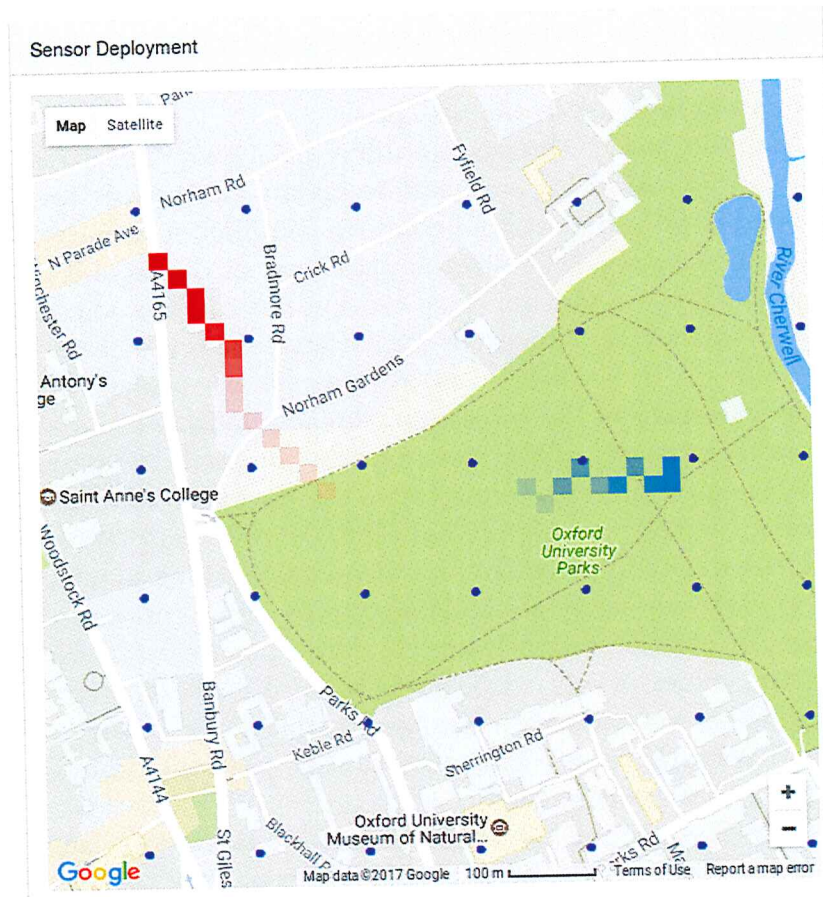 Sensor Deployment
Map Satellite
Norham Rd
Fyfield Rd
N Parade Ave
A4165
Bradmore Rd
Crick Rd
River Cherwell
Norham Gardens
Antony's
ge
Saint Anne's College
Woodstock Rd
Oxford
University
Parks
Banbury Rd
Parks Rd
Keble Rd
Sherrington Rd
A4144
St Giles
Oxford University
Museum of Natural...
+
−
Google
Map data ©2017 Google 100 m Terms of Use Report a map error